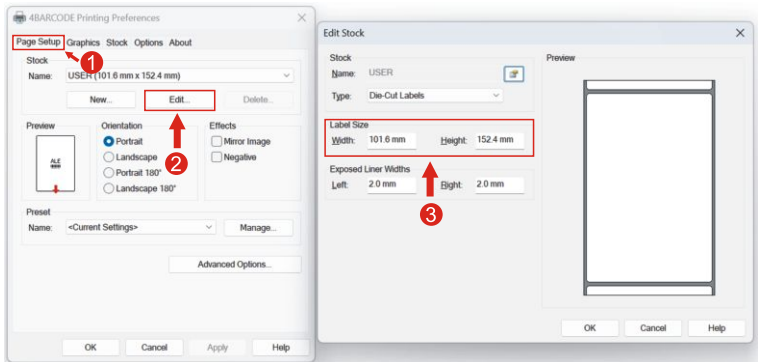 4BARCODE Printing Preferences
Page Setup Graphics Stock Options About
1
Stock
Name: USER (101.6 mm x 152.4 mm)
New... Edit... Delete...
2
Preview
ALE
Orientation
Portrait
Landscape
Portrait 180°
Landscape 180°
Effects
Mirror Image
Negative
Preset
Name: <Current Settings> Manage...
Advanced Options...
OK Cancel Apply Help
Edit Stock
Stock
Name: USER
Type: Die-Cut Labels
Label Size
Width: 101.6 mm Height: 152.4 mm
Exposed Liner Widths
Left: 2.0 mm Right: 2.0 mm
3
Preview
OK Cancel Help